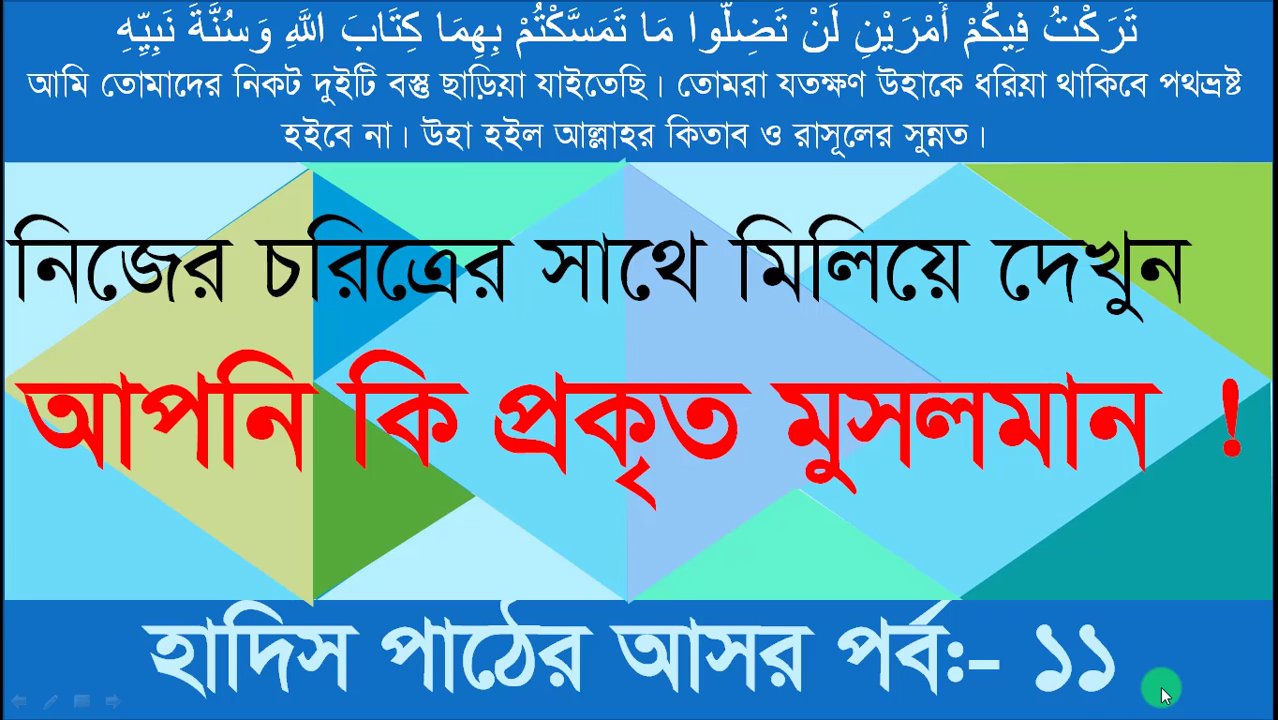 تَرَكْتُ فِيكُمْ أَمْرَيْنِ لَنْ تَضِلُّوا مَا تَمَسَّكْتُمْ بِهِمَا كِتَابَ اللَّهِ وَسُنَّةَ نَبِيِّهِ
আমি তোমাদের নিকট দুইটি বস্তু ছাড়িয়া যাইতেছি। তোমরা যতক্ষণ উহাকে ধরিয়া থাকিবে পথভ্রষ্ট
হইবে না। উহা হইল আল্লাহর কিতাব ও রাসূলের সুন্নত।
নিজের চরিত্রের সাথে মিলিয়ে দেখুন
আপনি কি প্রকৃত মুসলমান !
হাদিস পাঠের আসর পর্ব:- ১১